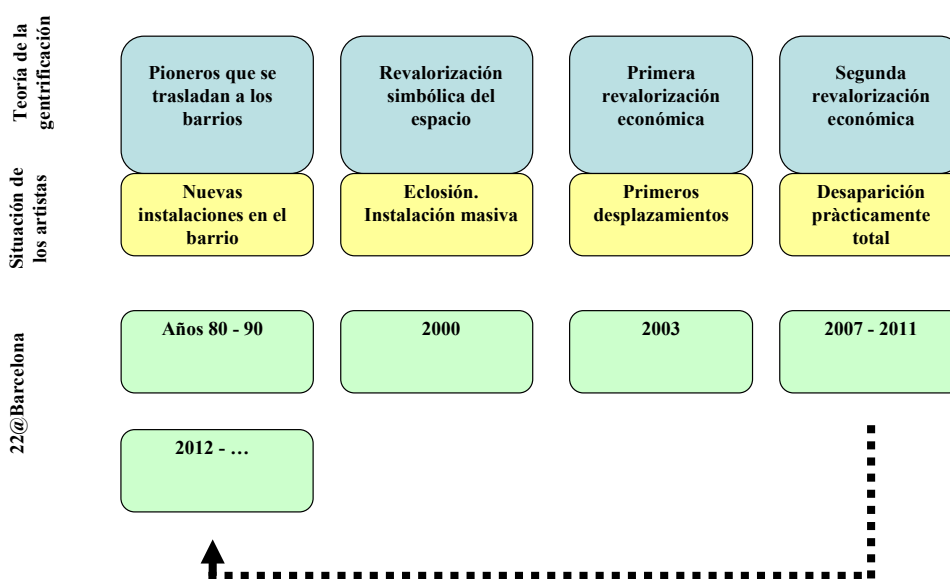 Teoría de la
gentrificación
Pioneros que se
trasladan a los
barrios
Revalorización
simbólica del
espacio
Primera
revalorización
económica
Segunda
revalorización
económica
Situación de
los artistas
Nuevas
instalaciones en el
barrio
Eclosión.
Instalación masiva
Primeros
desplazamientos
Desaparición
pràcticamente
total
22@Barcelona
Años 80 - 90
2000
2003
2007 - 2011
2012 - …